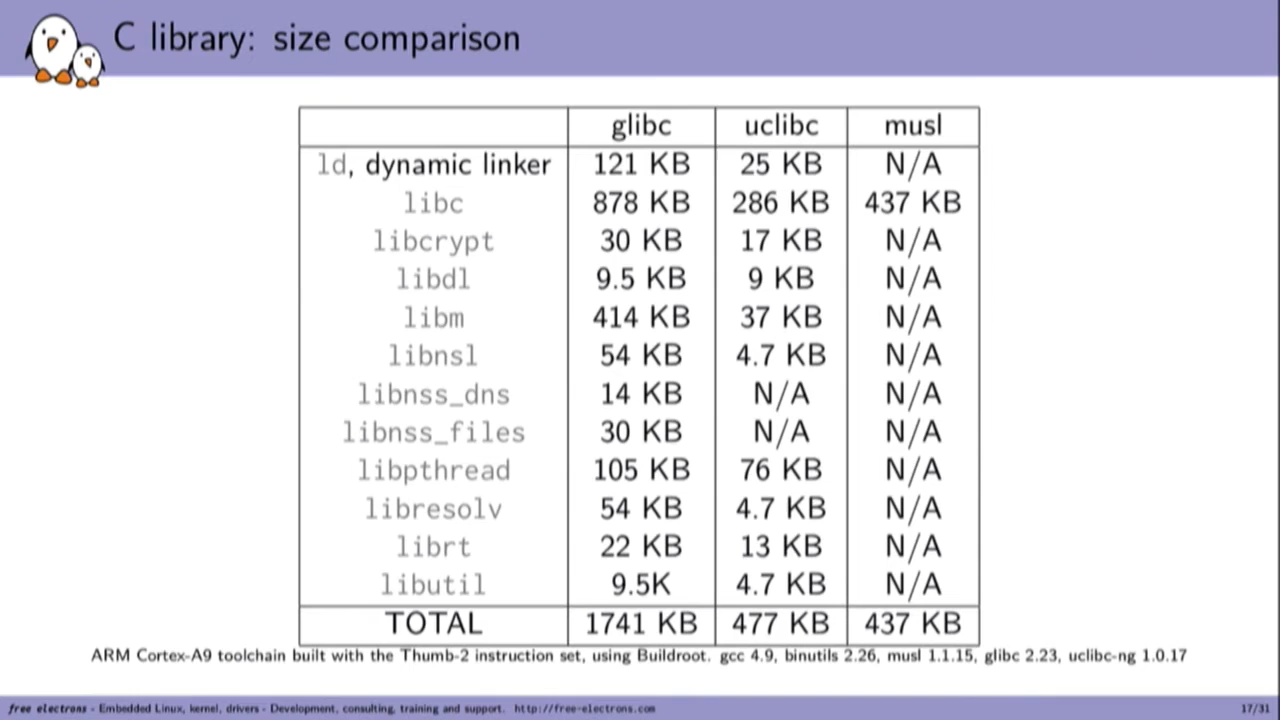 C library: size comparison
glibc uclibc musl
ld, dynamic linker 121 KB 25 KB N/A
libc 878 KB 286 KB 437 KB
libcrypt 30 KB 17 KB N/A
libdl 9.5 KB 9 KB N/A
libm 414 KB 37 KB N/A
libnsl 54 KB 4.7 KB N/A
libnss_dns 14 KB N/A N/A
libnss_files 30 KB N/A N/A
libpthread 105 KB 76 KB N/A
libresolv 54 KB 4.7 KB N/A
librt 22 KB 13 KB N/A
libutil 9.5K 4.7 KB N/A
TOTAL 1741 KB 477 KB 437 KB
ARM Cortex-A9 toolchain built with the Thumb-2 instruction set, using Buildroot. gcc 4.9, binutils 2.26, musl 1.1.15, glibc 2.23, uclibc-ng 1.0.17
free electrons - Embedded Linux, kernel, drivers - Development, consulting, training and support. http://free-electrons.com 17/31